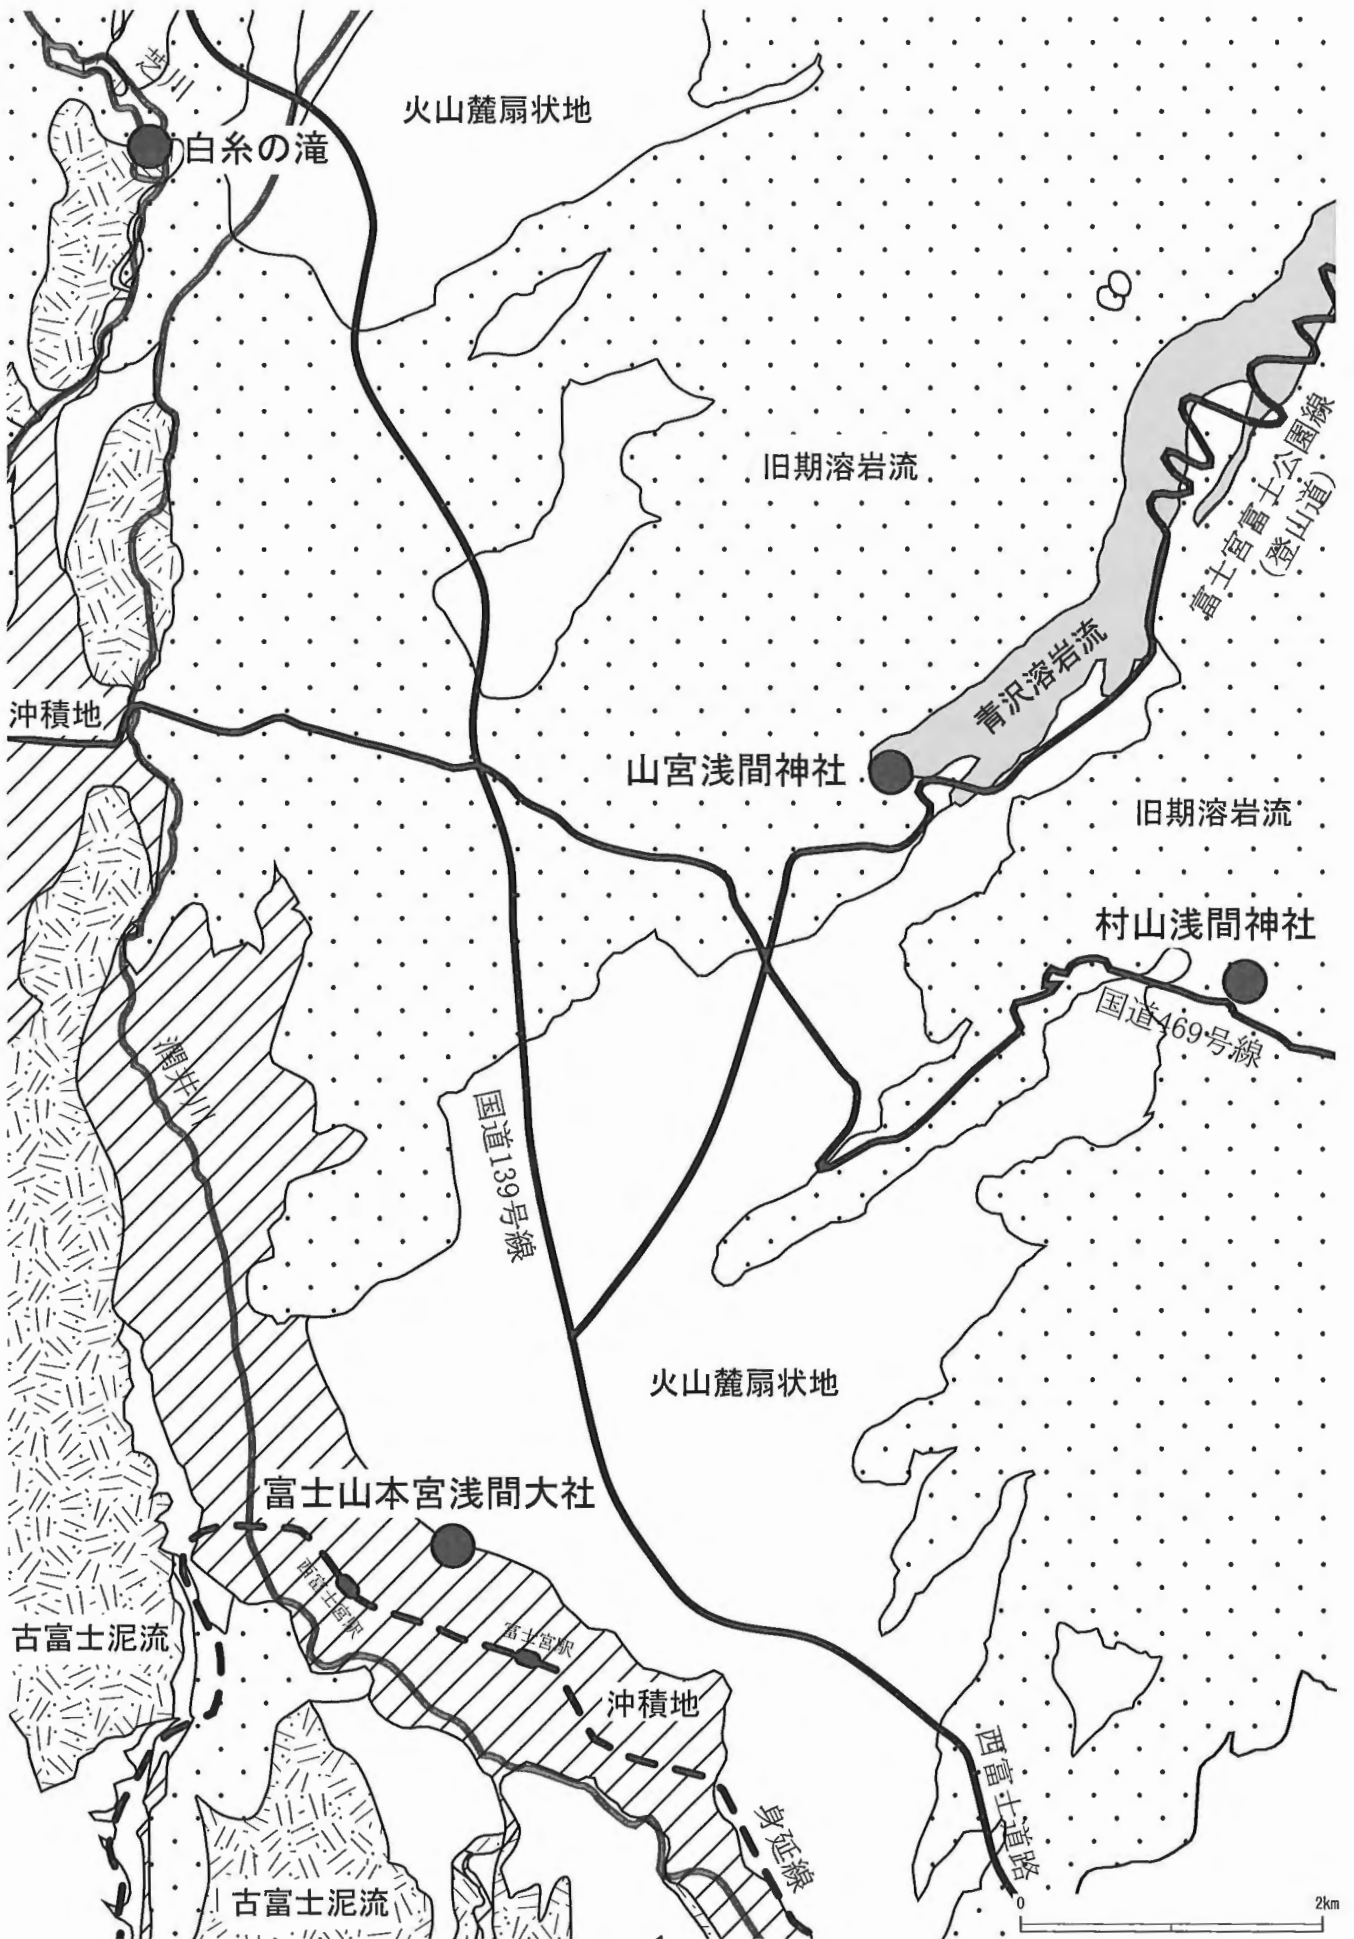 芝川
火山麓扇状地
白糸の滝
旧期溶岩流
富士宮富士公園線
(登山道)
青沢溶岩流
沖積地
山宮浅間神社
旧期溶岩流
村山浅間神社
国道469号線
潤井川
国道139号線
火山麓扇状地
富士山本宮浅間大社
西富士宮駅
富士宮駅
古富士泥流
沖積地
西富士道路
身延線
古富士泥流
0 2km